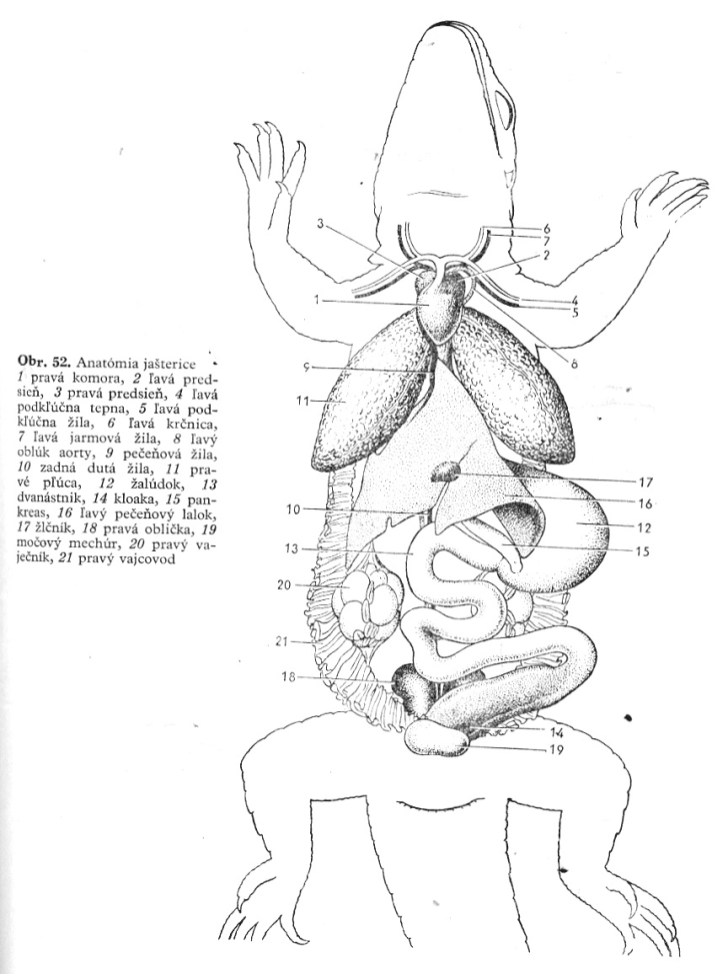 3
6
7
2
1
4
5
8
9
11
Obr. 52. Anatómia jašterice
1 pravá komora, 2 ľavá pred-
sieň, 3 pravá predsieň, 4 ľavá
podkľúčna tepna, 5 ľavá pod-
kľúčna žila, 6 ľavá krčnica,
7 ľavá jarmová žila, 8 ľavý
oblúk aorty, 9 pečeňová žila,
10 zadná dutá žila, 11 pra-
vé pľúca, 12 žalúdok, 13
dvanástnik, 14 kloaka, 15 pan-
kreas, 16 ľavý pečeňový lalok,
17 žlčník, 18 pravá oblička, 19
močový mechúr, 20 pravý va-
ječník, 21 pravý vajcovod
17
16
10
12
13
15
20
21
18
14
19